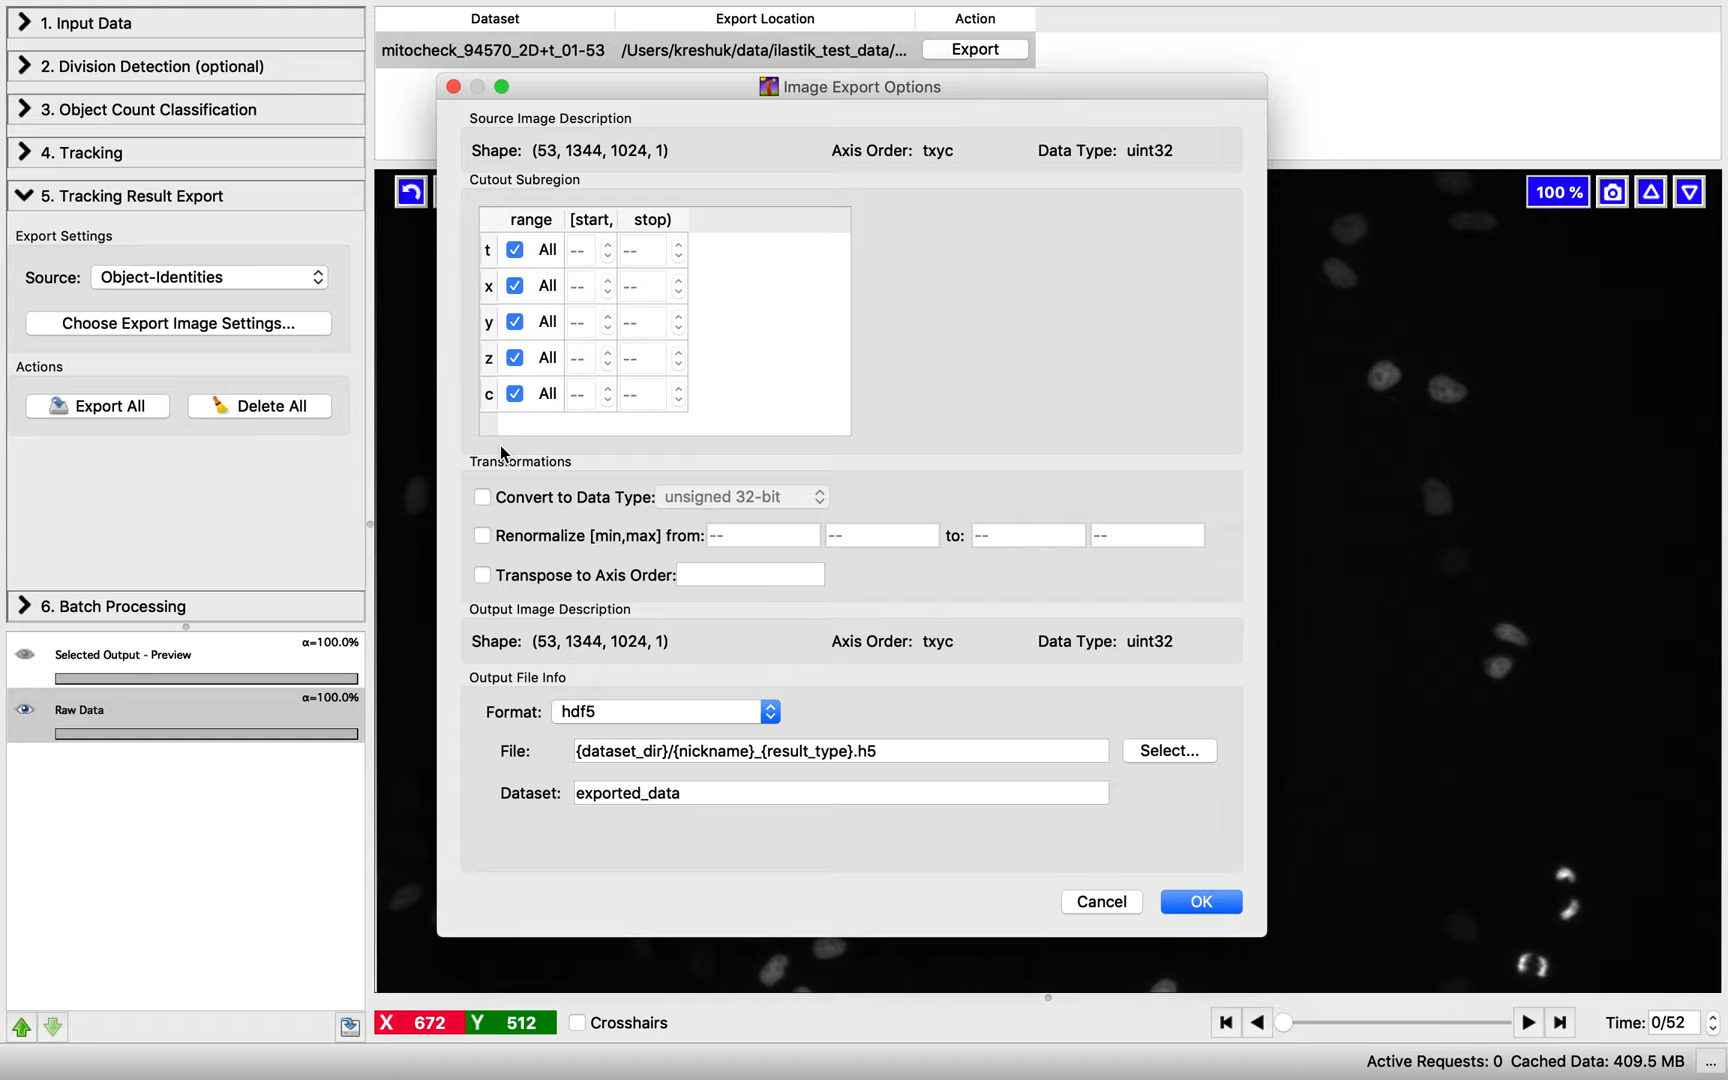 1. Input Data
2. Division Detection (optional)
3. Object Count Classification
4. Tracking
5. Tracking Result Export
Export Settings
Source: Object-Identities
Choose Export Image Settings...
Actions
Export All Delete All
6. Batch Processing
α=100.0%
Selected Output - Preview
α=100.0%
Raw Data
Dataset Export Location Action
mitocheck_94570_2D+t_01-53 /Users/kreshuk/data/ilastik_test_data/... Export
Image Export Options
Source Image Description
Shape: (53, 1344, 1024, 1) Axis Order: txyc Data Type: uint32
Cutout Subregion
range [start, stop)
t All -- --
x All -- --
y All -- --
z All -- --
c All -- --
Transformations
Convert to Data Type: unsigned 32-bit
Renormalize [min,max] from: -- -- to: -- --
Transpose to Axis Order:
Output Image Description
Shape: (53, 1344, 1024, 1) Axis Order: txyc Data Type: uint32
Output File Info
Format: hdf5
File: {dataset_dir}/{nickname}_{result_type}.h5 Select...
Dataset: exported_data
Cancel OK
100 %
X 672 Y 512 Crosshairs
Time: 0/52
Active Requests: 0 Cached Data: 409.5 MB ...